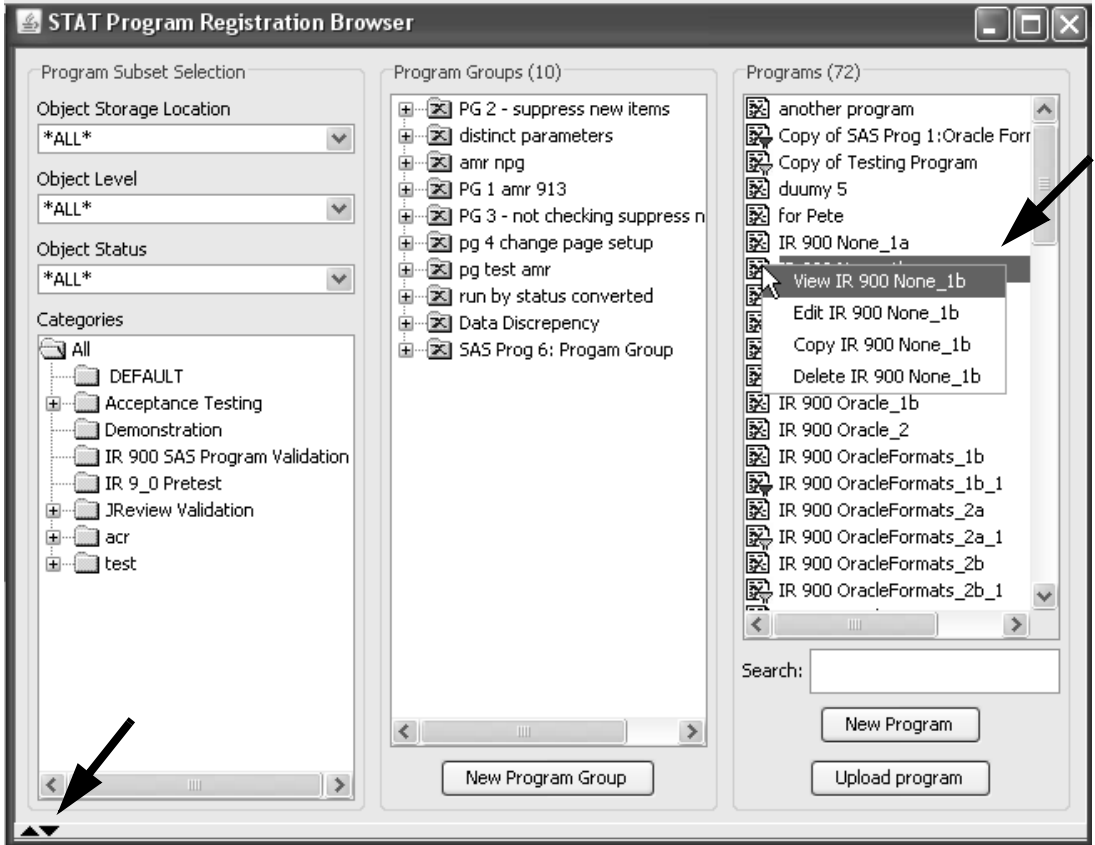 STAT Program Registration Browser
Program Subset Selection
Object Storage Location
*ALL*
Object Level
*ALL*
Object Status
*ALL*
Categories
All
DEFAULT
Acceptance Testing
Demonstration
IR 900 SAS Program Validation
IR 9_0 Pretest
JReview Validation
acr
test
Program Groups (10)
PG 2 - suppress new items
distinct parameters
amr npg
PG 1 amr 913
PG 3 - not checking suppress n
pg 4 change page setup
pg test amr
run by status converted
Data Discrepency
SAS Prog 6: Progam Group
New Program Group
Programs (72)
another program
Copy of SAS Prog 1:Oracle Forr
Copy of Testing Program
duumy 5
for Pete
IR 900 None_1a
View IR 900 None_1b
Edit IR 900 None_1b
Copy IR 900 None_1b
Delete IR 900 None_1b
IR 900 Oracle_1b
IR 900 Oracle_2
IR 900 OracleFormats_1b
IR 900 OracleFormats_1b_1
IR 900 OracleFormats_2a
IR 900 OracleFormats_2a_1
IR 900 OracleFormats_2b
IR 900 OracleFormats_2b_1
Search:
New Program
Upload program